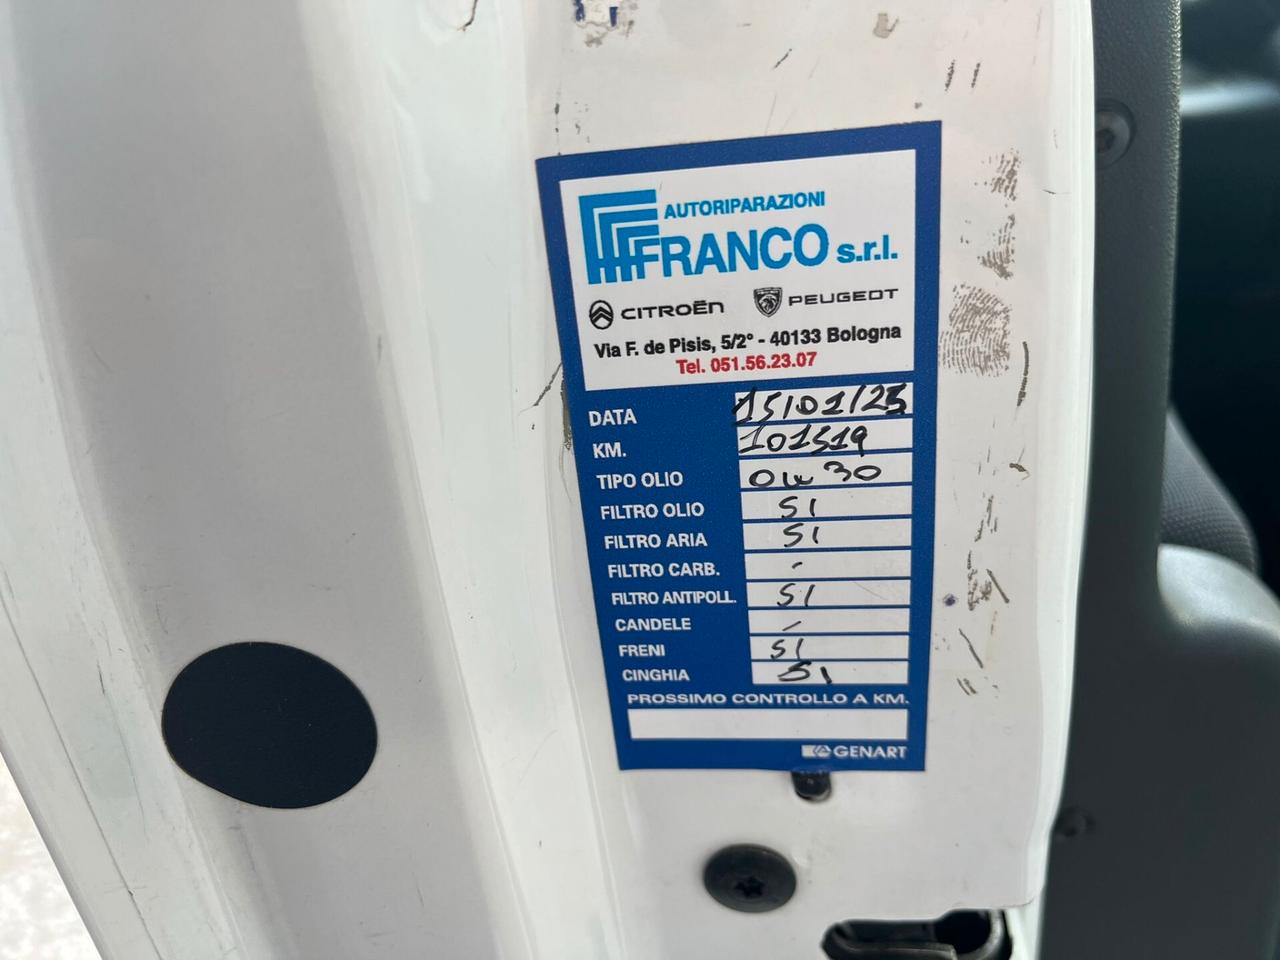 AUTORIPARAZIONI
FRANCO s.r.l.
CITROËN PEUGEOT
Via F. de Pisis, 5/2° - 40133 Bologna
Tel. 051.56.23.07
DATA 15/01/25
KM. 101519
TIPO OLIO 0w30
FILTRO OLIO SI
FILTRO ARIA SI
FILTRO CARB. -
FILTRO ANTIPOLL. SI
CANDELE -
FRENI SI
CINGHIA SI
PROSSIMO CONTROLLO A KM.
GENART